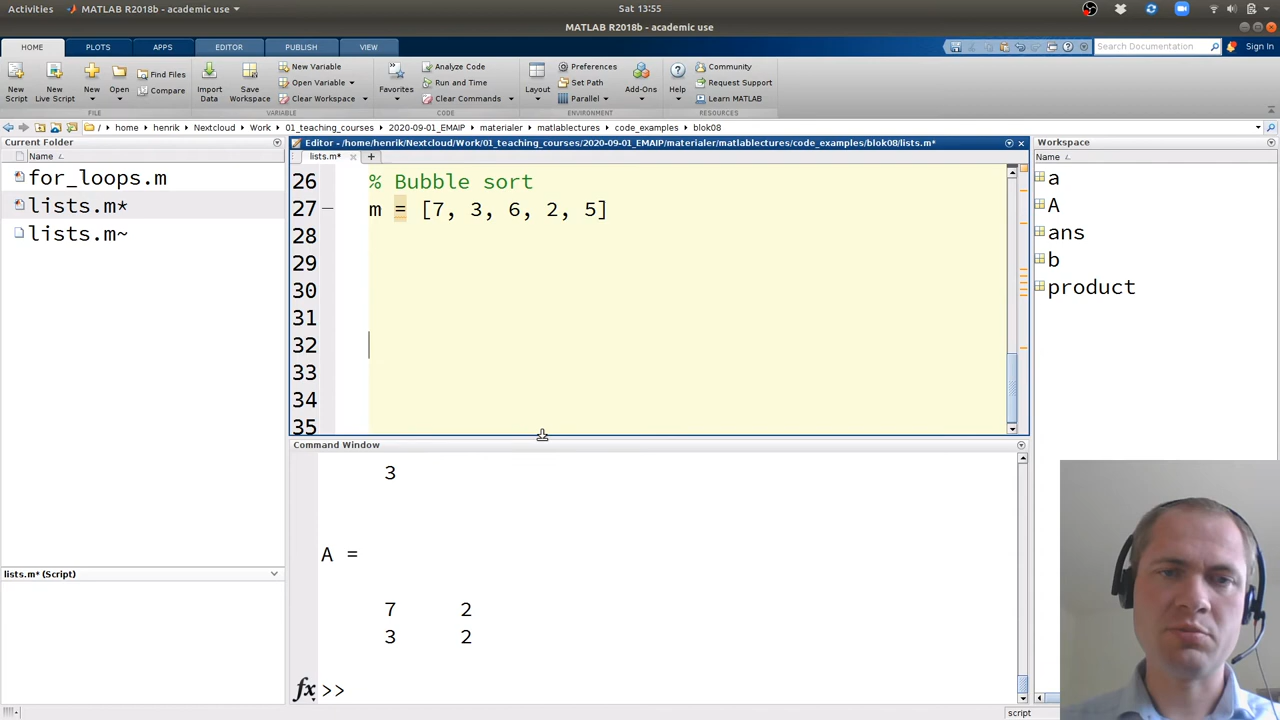 Activities MATLAB R2018b - academic use Sat 13:55
MATLAB R2018b - academic use
HOME PLOTS APPS EDITOR PUBLISH VIEW Search Documentation Sign In
New Script
New Live Script
New
Open
Find Files
Compare
Import Data
Save Workspace
New Variable
Open Variable
Clear Workspace
Favorites
Analyze Code
Run and Time
Clear Commands
Layout
Preferences
Set Path
Parallel
Add-Ons
Help
Community
Request Support
Learn MATLAB
FILE VARIABLE CODE ENVIRONMENT RESOURCES
/ home henrik Nextcloud Work 01_teaching_courses 2020-09-01_EMAIP materialer matlablectures code_examples blok08
Current Folder
Name
for_loops.m
lists.m*
lists.m~
lists.m* (Script)
Editor - /home/henrik/Nextcloud/Work/01_teaching_courses/2020-09-01_EMAIP/materialer/matlablectures/code_examples/blok08/lists.m*
lists.m* +
26 % Bubble sort
27 m = [7, 3, 6, 2, 5]
28
29
30
31
32
33
34
35
Command Window
3
A =
7 2
3 2
fx >>
Workspace
Name
a
A
ans
b
product
script